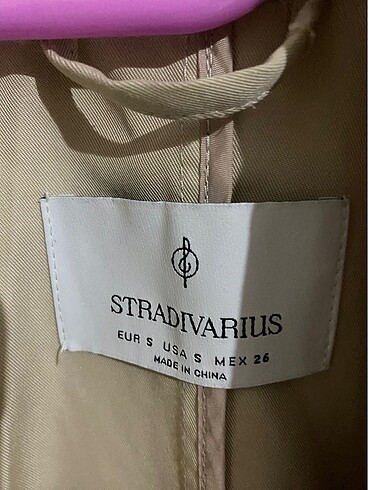 STRADIVARIUS
EUR S USA S MEX 26
MADE IN CHINA